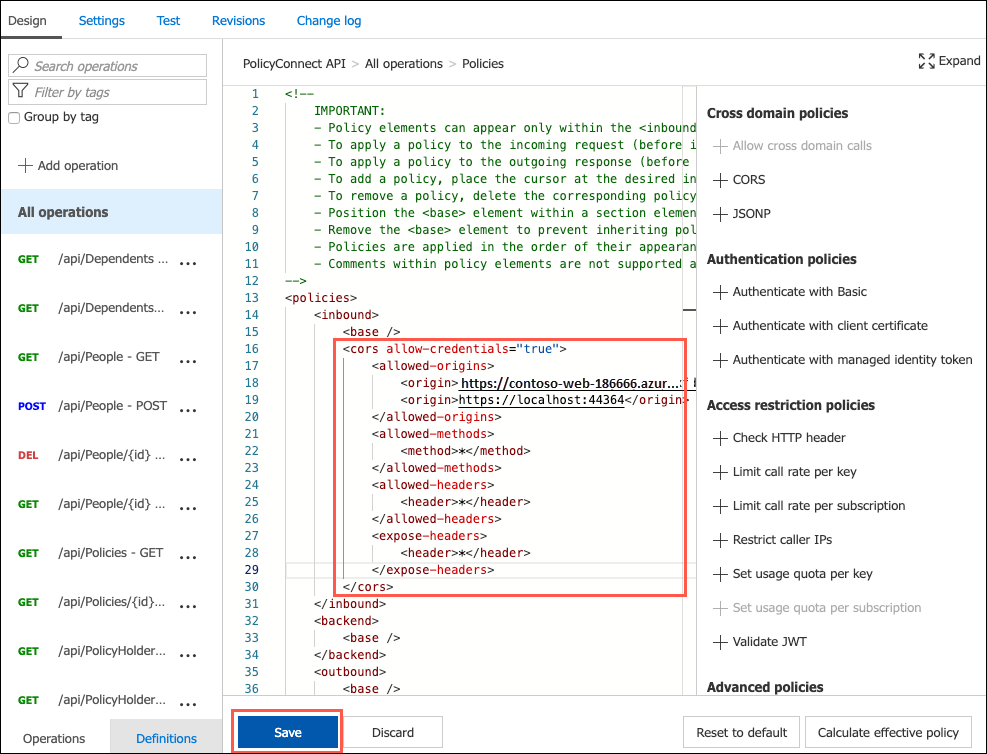 Design Settings Test Revisions Change log
Search operations
Filter by tags
Group by tag
Add operation
All operations
GET /api/Dependents ... ...
GET /api/Dependents... ...
GET /api/People - GET ...
POST /api/People - POST ...
DEL /api/People/{id} ... ...
GET /api/People/{id} ... ...
GET /api/Policies - GET ...
GET /api/Policies/{id}... ...
GET /api/PolicyHolder... ...
GET /api/PolicyHolder... ...
Operations Definitions
PolicyConnect API > All operations > Policies
Expand
1 <!--
2 IMPORTANT:
3 - Policy elements can appear only within the <inbound
4 - To apply a policy to the incoming request (before i
5 - To apply a policy to the outgoing response (before
6 - To add a policy, place the cursor at the desired in
7 - To remove a policy, delete the corresponding policy
8 - Position the <base> element within a section elemen
9 - Remove the <base> element to prevent inheriting pol
10 - Policies are applied in the order of their appearan
11 - Comments within policy elements are not supported a
12 -->
13 <policies>
14 <inbound>
15 <base />
16 <cors allow-credentials="true">
17 <allowed-origins>
18 <origin>https://contoso-web-186666.azur...
19 <origin>https://localhost:44364</origin>
20 </allowed-origins>
21 <allowed-methods>
22 <method>*</method>
23 </allowed-methods>
24 <allowed-headers>
25 <header>*</header>
26 </allowed-headers>
27 <expose-headers>
28 <header>*</header>
29 </expose-headers>
30 </cors>
31 </inbound>
32 <backend>
33 <base />
34 </backend>
35 <outbound>
36 <base />
Cross domain policies
Allow cross domain calls
CORS
JSONP
Authentication policies
Authenticate with Basic
Authenticate with client certificate
Authenticate with managed identity token
Access restriction policies
Check HTTP header
Limit call rate per key
Limit call rate per subscription
Restrict caller IPs
Set usage quota per key
Set usage quota per subscription
Validate JWT
Advanced policies
Save Discard Reset to default Calculate effective policy